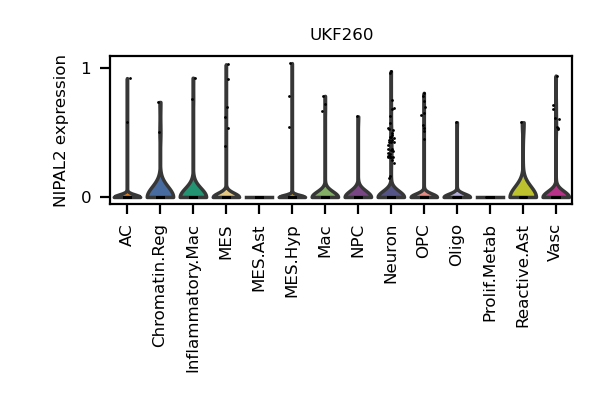 UKF260
NIPAL2 expression
1
0
AC
Chromatin.Reg
Inflammatory.Mac
MES
MES.Ast
MES.Hyp
Mac
NPC
Neuron
OPC
Oligo
Prolif.Metab
Reactive.Ast
Vasc